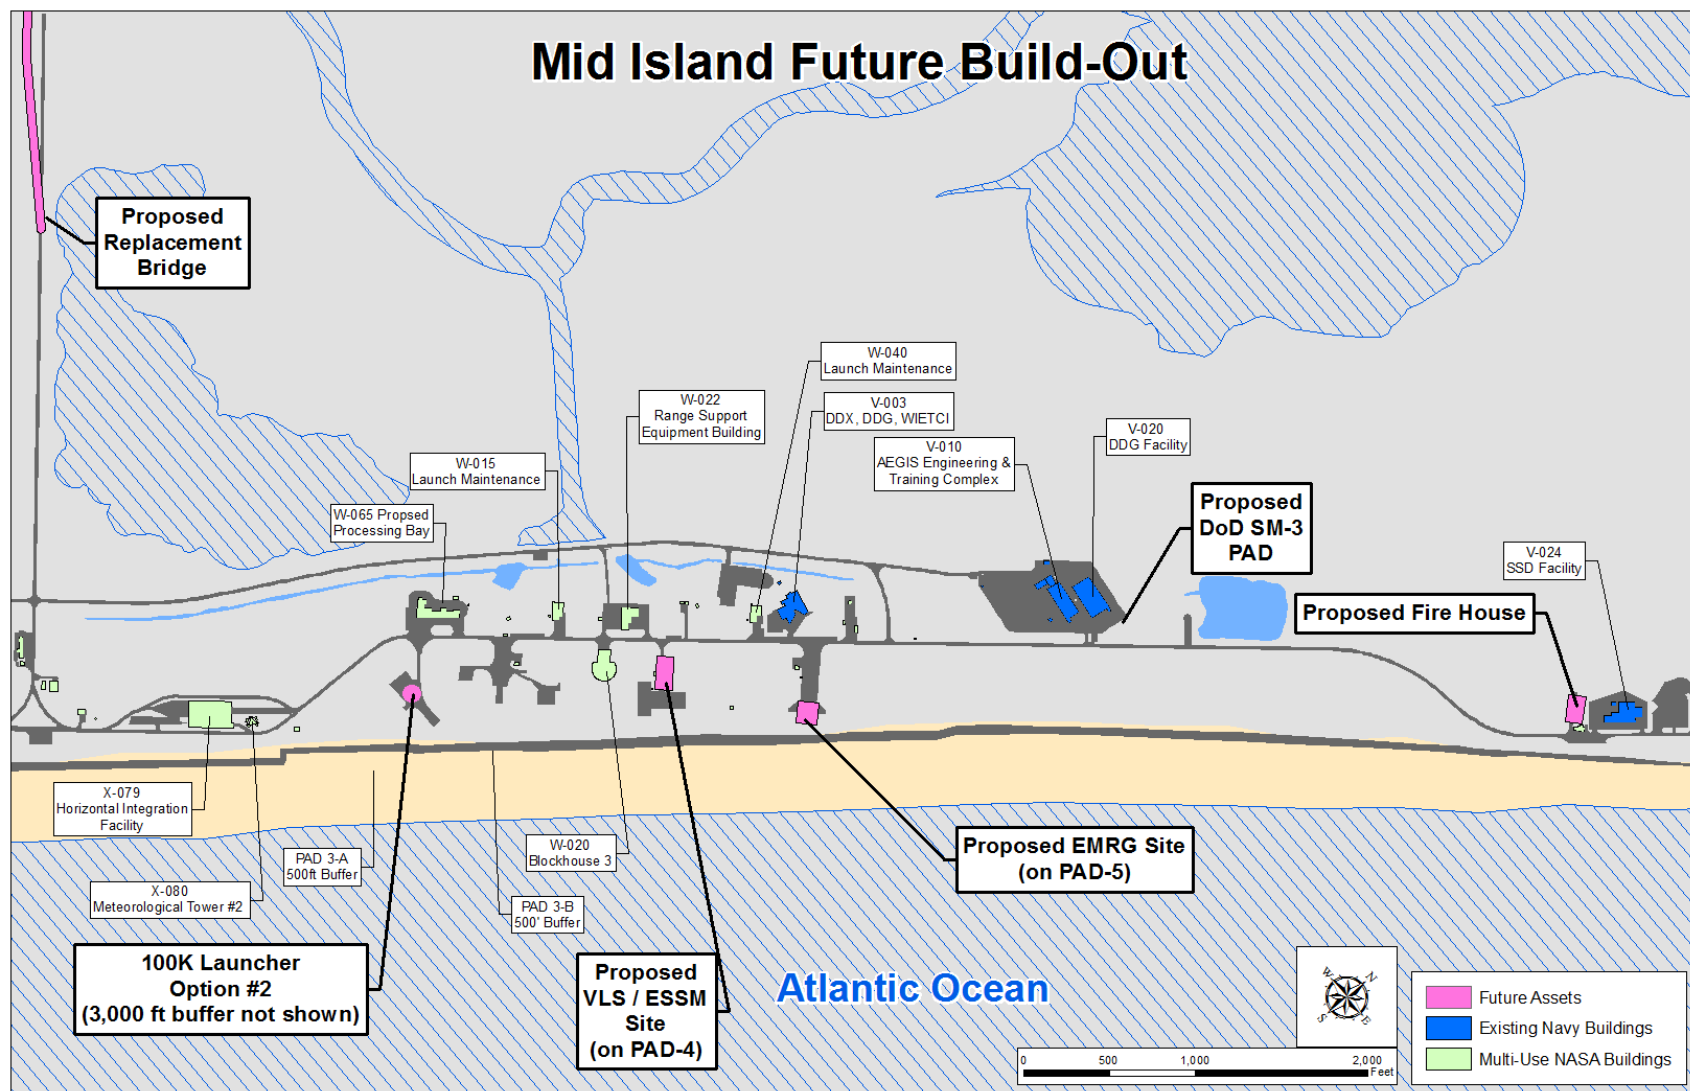 Mid Island Future Build-Out
Proposed
Replacement
Bridge
W-040
Launch Maintenance
W-022
Range Support
Equipment Building
V-003
DDX, DDG, WIETCI
V-020
DDG Facility
V-010
AEGIS Engineering &
Training Complex
W-015
Launch Maintenance
W-065 Propsed
Processing Bay
Proposed
DoD SM-3
PAD
V-024
SSD Facility
Proposed Fire House
X-079
Horizontal Integration
Facility
PAD 3-A
500ft Buffer
W-020
Blockhouse 3
Proposed EMRG Site
(on PAD-5)
X-080
Meteorological Tower #2
PAD 3-B
500' Buffer
100K Launcher
Option #2
(3,000 ft buffer not shown)
Proposed
VLS / ESSM
Site
(on PAD-4)
Atlantic Ocean
W N
S E
Future Assets
Existing Navy Buildings
Multi-Use NASA Buildings
0 500 1,000 2,000
Feet